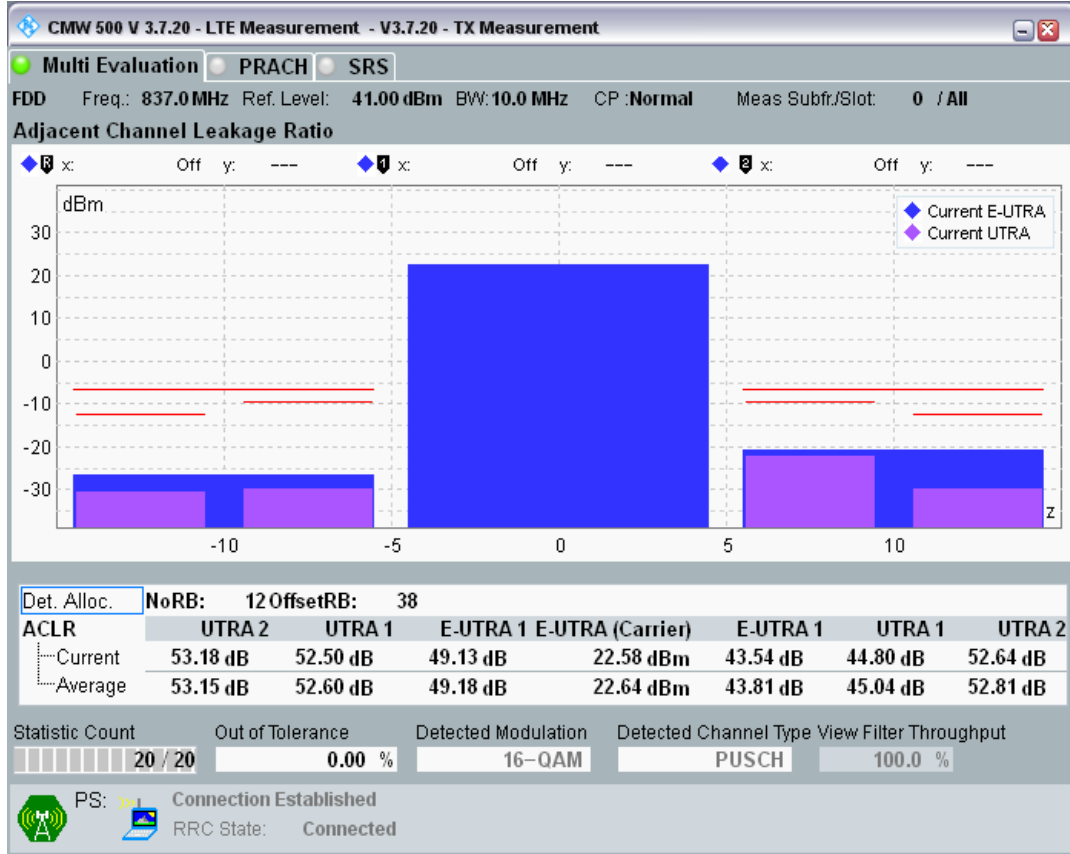 CMW 500 V 3.7.20 - LTE Measurement - V3.7.20 - TX Measurement
Multi Evaluation PRACH SRS
FDD Freq.: 837.0 MHz Ref. Level: 41.00 dBm BW: 10.0 MHz CP :Normal Meas Subfr./Slot: 0 / All
Adjacent Channel Leakage Ratio
R x: Off y: --- 1 x: Off y: --- 2 x: Off y: ---
dBm
Current E-UTRA
Current UTRA
30
20
10
0
-10
-20
-30
z
-10 -5 0 5 10
Det. Alloc. NoRB: 12 OffsetRB: 38
ACLR UTRA 2 UTRA 1 E-UTRA 1 E-UTRA (Carrier) E-UTRA 1 UTRA 1 UTRA 2
Current 53.18 dB 52.50 dB 49.13 dB 22.58 dBm 43.54 dB 44.80 dB 52.64 dB
Average 53.15 dB 52.60 dB 49.18 dB 22.64 dBm 43.81 dB 45.04 dB 52.81 dB
Statistic Count Out of Tolerance Detected Modulation Detected Channel Type View Filter Throughput
20 / 20 0.00 % 16-QAM PUSCH 100.0 %
PS: Connection Established
RRC State: Connected